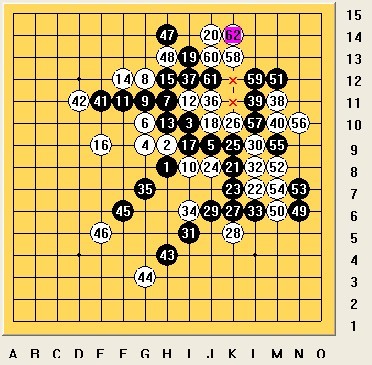 15
47 20 62 14
48 19 60 58 13
14 8 15 37 61 × 59 51 12
42 41 11 9 7 12 36 × 39 38 11
6 13 3 18 26 57 40 56 10
16 4 2 17 5 25 30 55 9
1 10 24 21 32 52 8
35 23 22 54 53 7
45 34 29 27 33 50 49 6
46 31 28 5
43 4
44 3
2
1
A B C D E F G H I J K L M N O